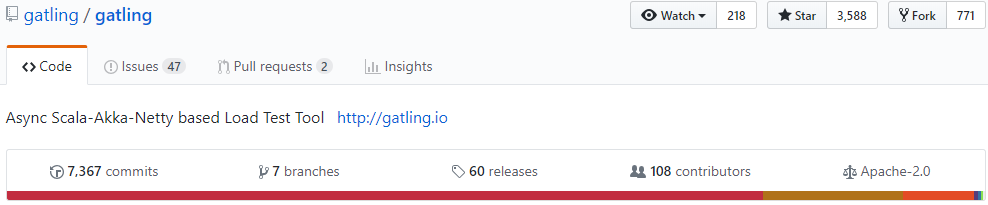 gatling / gatling Watch 218 Star 3,588 Fork 771
Code Issues 47 Pull requests 2 Insights
Async Scala-Akka-Netty based Load Test Tool http://gatling.io
7,367 commits 7 branches 60 releases 108 contributors Apache-2.0